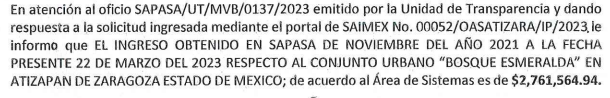 En atención al oficio SAPASA/UT/MVB/0137/2023 emitido por la Unidad de Transparencia y dando
respuesta a la solicitud ingresada mediante el portal de SAIMEX No. 00052/OASATIZARA/IP/2023, le
informo que EL INGRESO OBTENIDO EN SAPASA DE NOVIEMBRE DEL AÑO 2021 A LA FECHA
PRESENTE 22 DE MARZO DEL 2023 RESPECTO AL CONJUNTO URBANO "BOSQUE ESMERALDA" EN
ATIZAPAN DE ZARAGOZA ESTADO DE MEXICO; de acuerdo al Área de Sistemas es de $2,761,564.94.